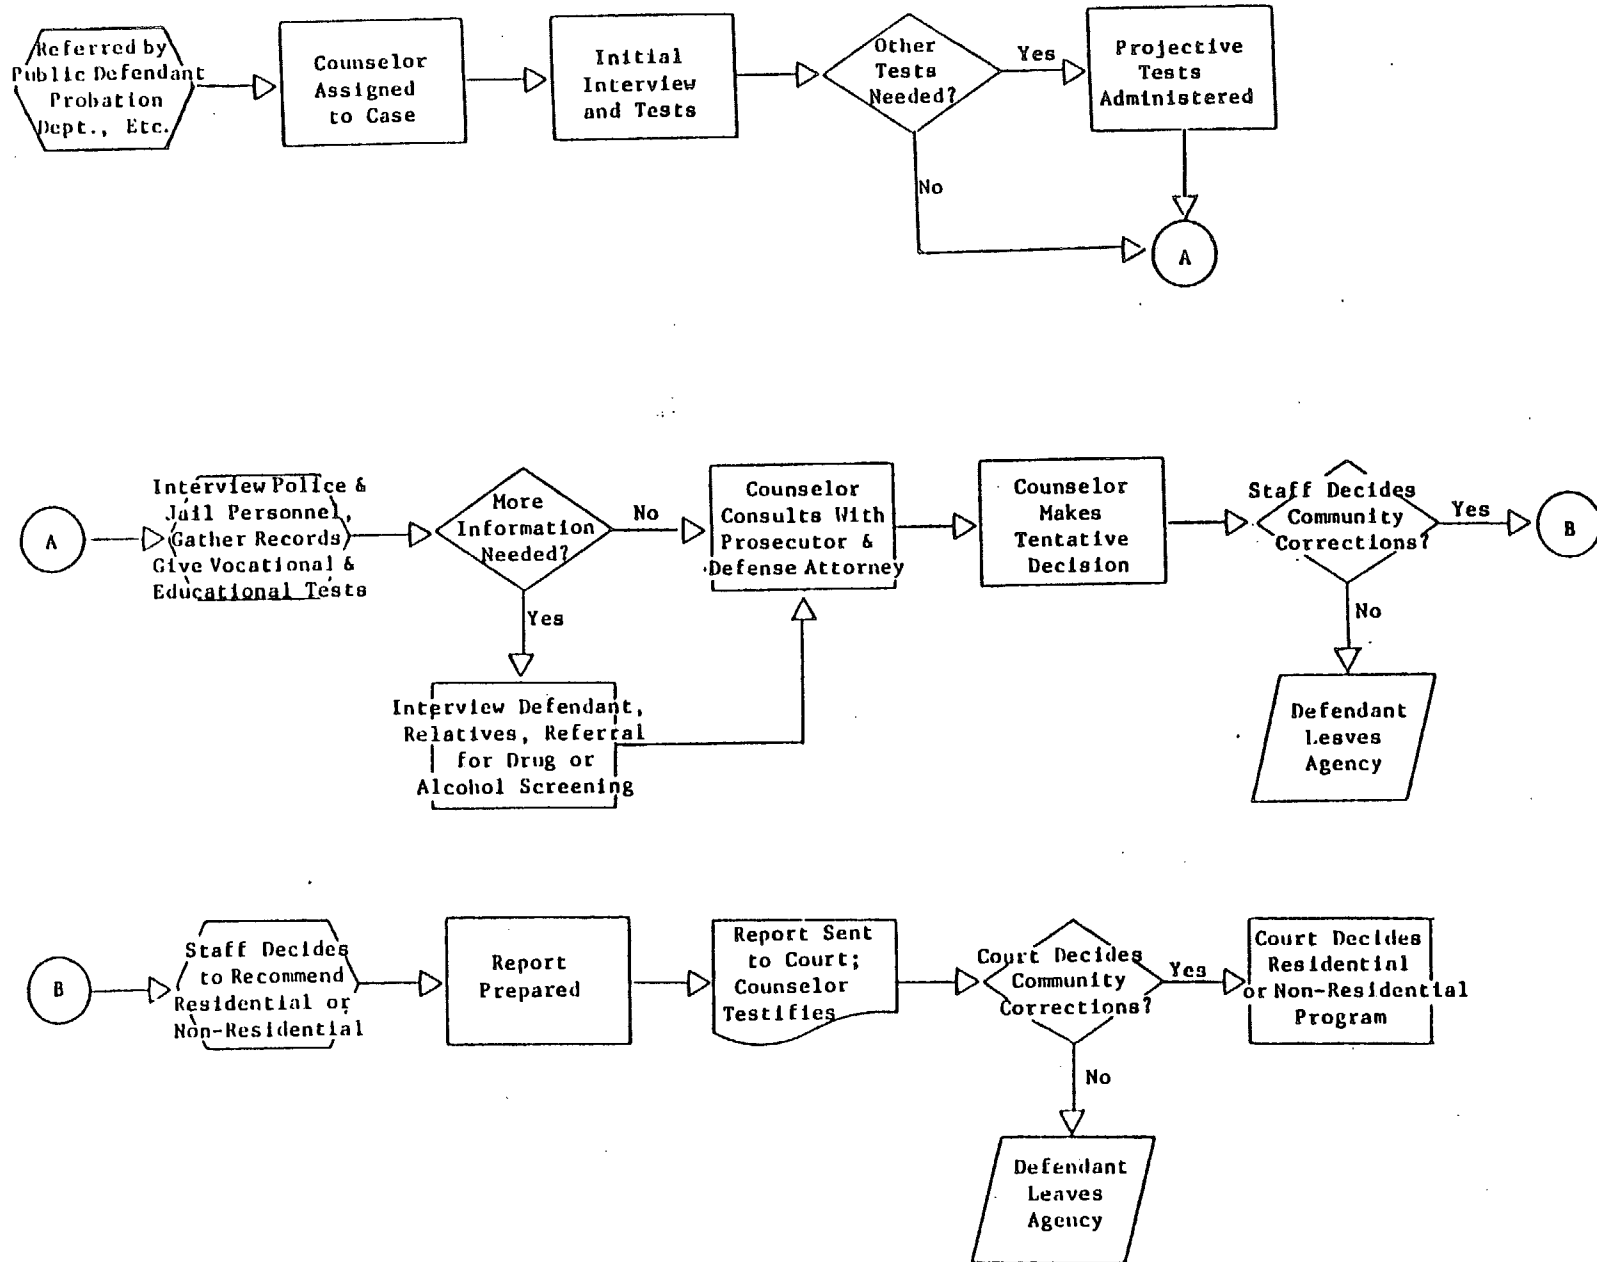 Referred by
Public Defendant
Probation
Dept., Etc.
Counselor
Assigned
to Case
Initial
Interview
and Tests
Other
Tests
Needed?
Yes
Projective
Tests
Administered
No
A
A
Interview Police &
Jail Personnel,
Gather Records
Give Vocational &
Educational Tests
More
Information
Needed?
No
Yes
Interview Defendant,
Relatives, Referral
for Drug or
Alcohol Screening
Counselor
Consults With
Prosecutor &
Defense Attorney
Counselor
Makes
Tentative
Decision
Staff Decides
Community
Corrections?
Yes
B
No
Defendant
Leaves
Agency
B
Staff Decides
to Recommend
Residential or
Non-Residential
Report
Prepared
Report Sent
to Court;
Counselor
Testifies
Court Decides
Community
Corrections?
Yes
Court Decides
Residential
or Non-Residential
Program
No
Defendant
Leaves
Agency